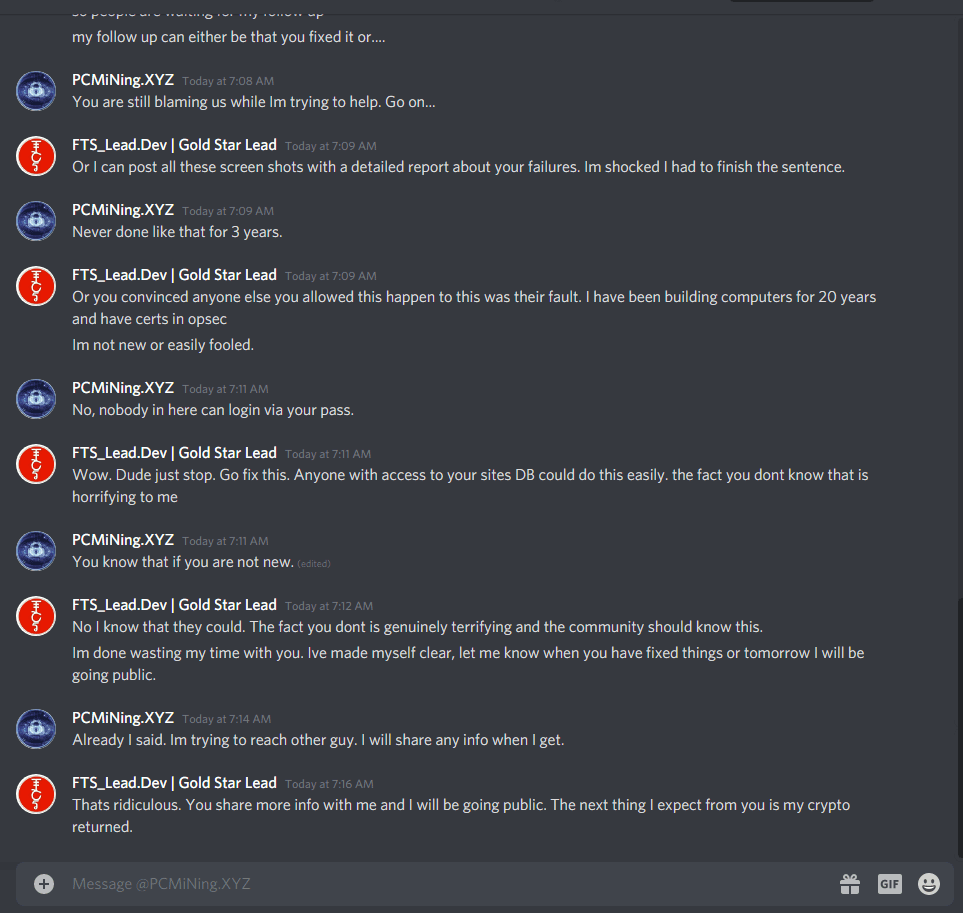 my follow up can either be that you fixed it or....
PCMiNing.XYZ Today at 7:08 AM
You are still blaming us while Im trying to help. Go on...
FTS_Lead.Dev | Gold Star Lead Today at 7:09 AM
Or I can post all these screen shots with a detailed report about your failures. Im shocked I had to finish the sentence.
PCMiNing.XYZ Today at 7:09 AM
Never done like that for 3 years.
FTS_Lead.Dev | Gold Star Lead Today at 7:09 AM
Or you convinced anyone else you allowed this happen to this was their fault. I have been building computers for 20 years
and have certs in opsec
Im not new or easily fooled.
PCMiNing.XYZ Today at 7:11 AM
No, nobody in here can login via your pass.
FTS_Lead.Dev | Gold Star Lead Today at 7:11 AM
Wow. Dude just stop. Go fix this. Anyone with access to your sites DB could do this easily. the fact you dont know that is
horrifying to me
PCMiNing.XYZ Today at 7:11 AM
You know that if you are not new. (edited)
FTS_Lead.Dev | Gold Star Lead Today at 7:12 AM
No I know that they could. The fact you dont is genuinely terrifying and the community should know this.
Im done wasting my time with you. Ive made myself clear, let me know when you have fixed things or tomorrow I will be
going public.
PCMiNing.XYZ Today at 7:14 AM
Already I said. Im trying to reach other guy. I will share any info when I get.
FTS_Lead.Dev | Gold Star Lead Today at 7:16 AM
Thats ridiculous. You share more info with me and I will be going public. The next thing I expect from you is my crypto
returned.
Message @PCMiNing.XYZ
GIF